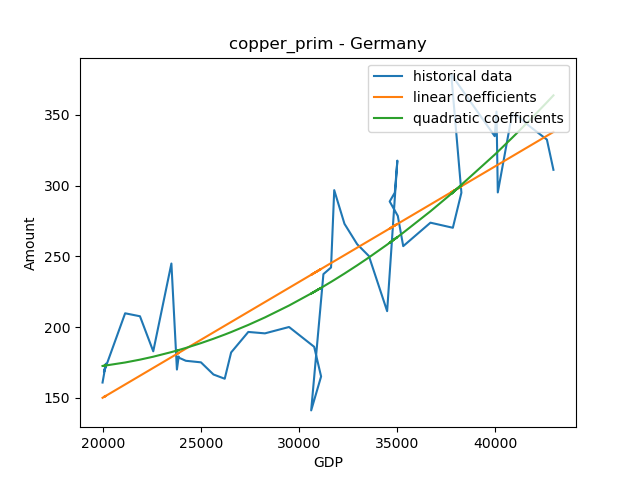 copper_prim - Germany
historical data
linear coefficients
quadratic coefficients
Amount
350
300
250
200
150
20000 25000 30000 35000 40000
GDP